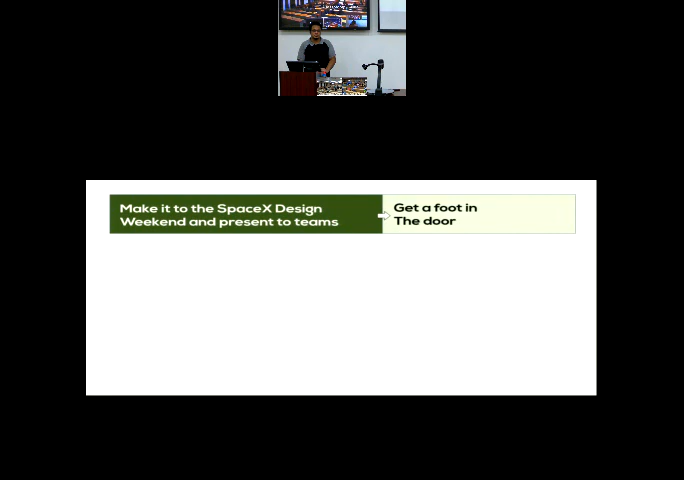 Make it to the SpaceX Design
Weekend and present to teams
Get a foot in
The door